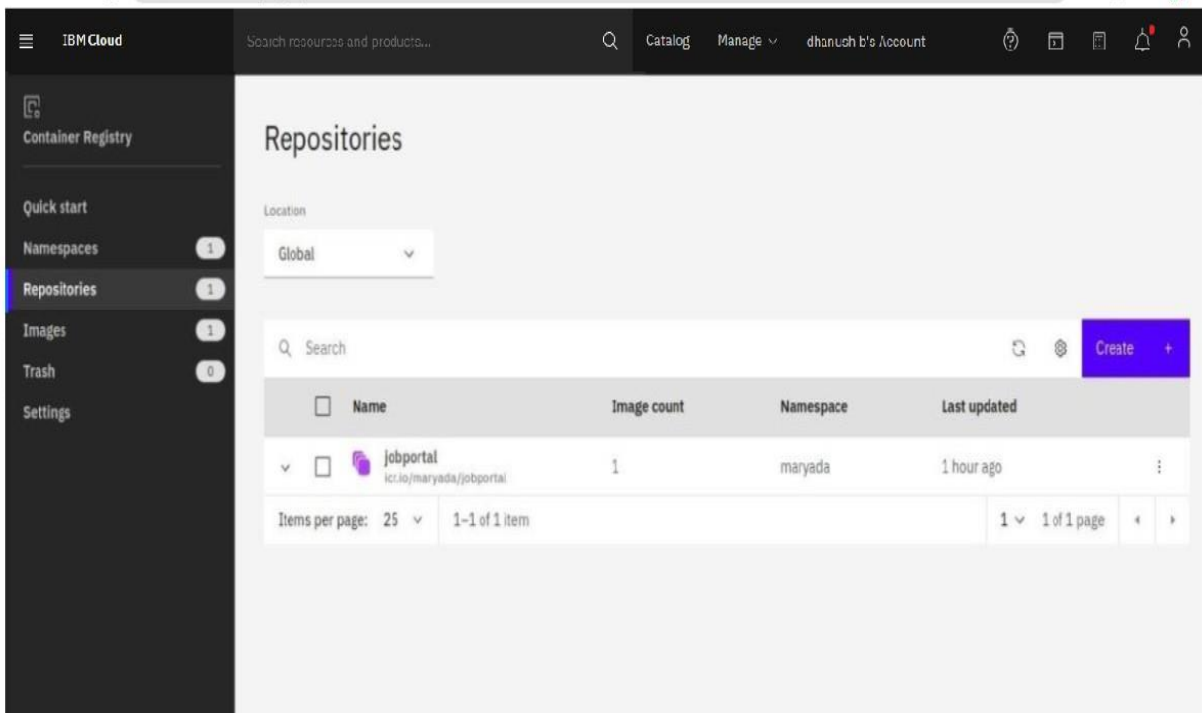 IBM Cloud
Search resources and products...
Catalog
Manage
dhanush b's Account
Container Registry
Quick start
Namespaces 1
Repositories 1
Images 1
Trash 0
Settings
Repositories
Location
Global
Search
Create +
Name Image count Namespace Last updated
jobportal 1 maryada 1 hour ago
icr.io/maryada/jobportal
Items per page: 25 1–1 of 1 item 1 1 of 1 page